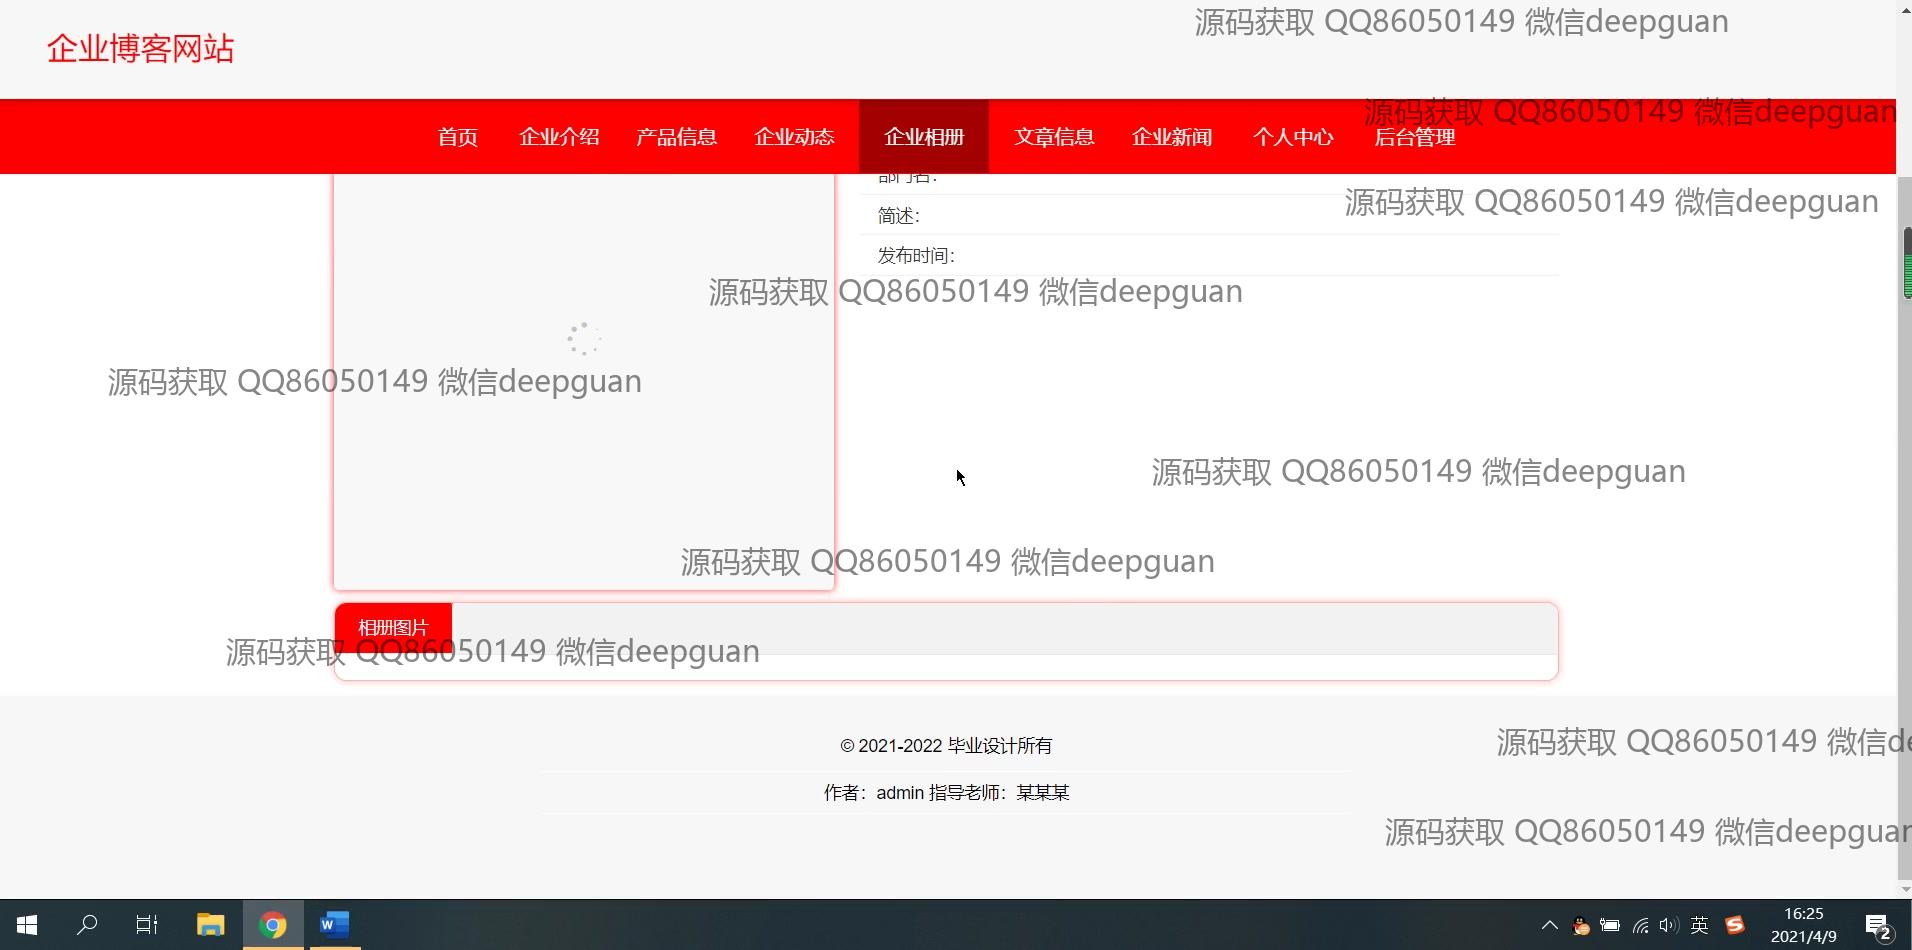 源码获取 QQ86050149 微信deepguan
企业博客网站
源码获取 QQ86050149 微信deepguan
首页 企业介绍 产品信息 企业动态 企业相册 文章信息 企业新闻 个人中心 后台管理
部门名:
源码获取 QQ86050149 微信deepguan
简述:
发布时间:
源码获取 QQ86050149 微信deepguan
源码获取 QQ86050149 微信deepguan
源码获取 QQ86050149 微信deepguan
源码获取 QQ86050149 微信deepguan
相册图片
源码获取 QQ86050149 微信deepguan
© 2021-2022 毕业设计所有
源码获取 QQ86050149 微信de
作者：admin 指导老师：某某某
源码获取 QQ86050149 微信deepguan
英
16:25
2021/4/9
2